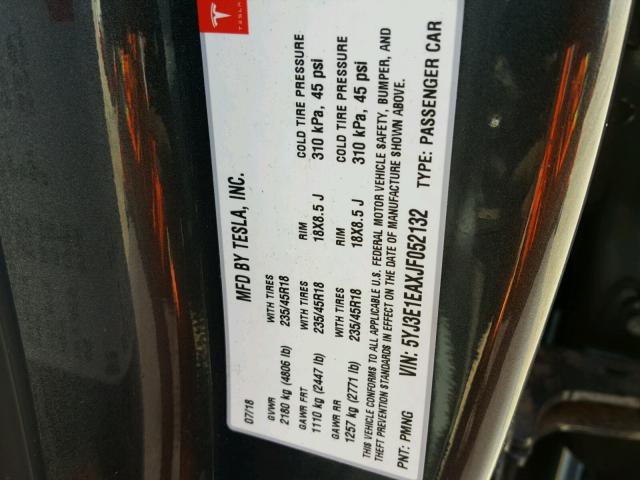 TESLA
MFD BY TESLA, INC.
07/18
GVWR WITH TIRES RIM COLD TIRE PRESSURE
2180 kg (4806 lb) 235/45R18 18X8.5 J 310 kPa, 45 psi
GAWR FRT WITH TIRES RIM COLD TIRE PRESSURE
1110 kg (2447 lb) 235/45R18 18X8.5 J 310 kPa, 45 psi
GAWR RR WITH TIRES
1257 kg (2771 lb) 235/45R18
THIS VEHICLE CONFORMS TO ALL APPLICABLE U.S. FEDERAL MOTOR VEHICLE SAFETY, BUMPER, AND
THEFT PREVENTION STANDARDS IN EFFECT ON THE DATE OF MANUFACTURE SHOWN ABOVE.
PNT: PMNG VIN: 5YJ3E1EAXJF052132 TYPE: PASSENGER CAR